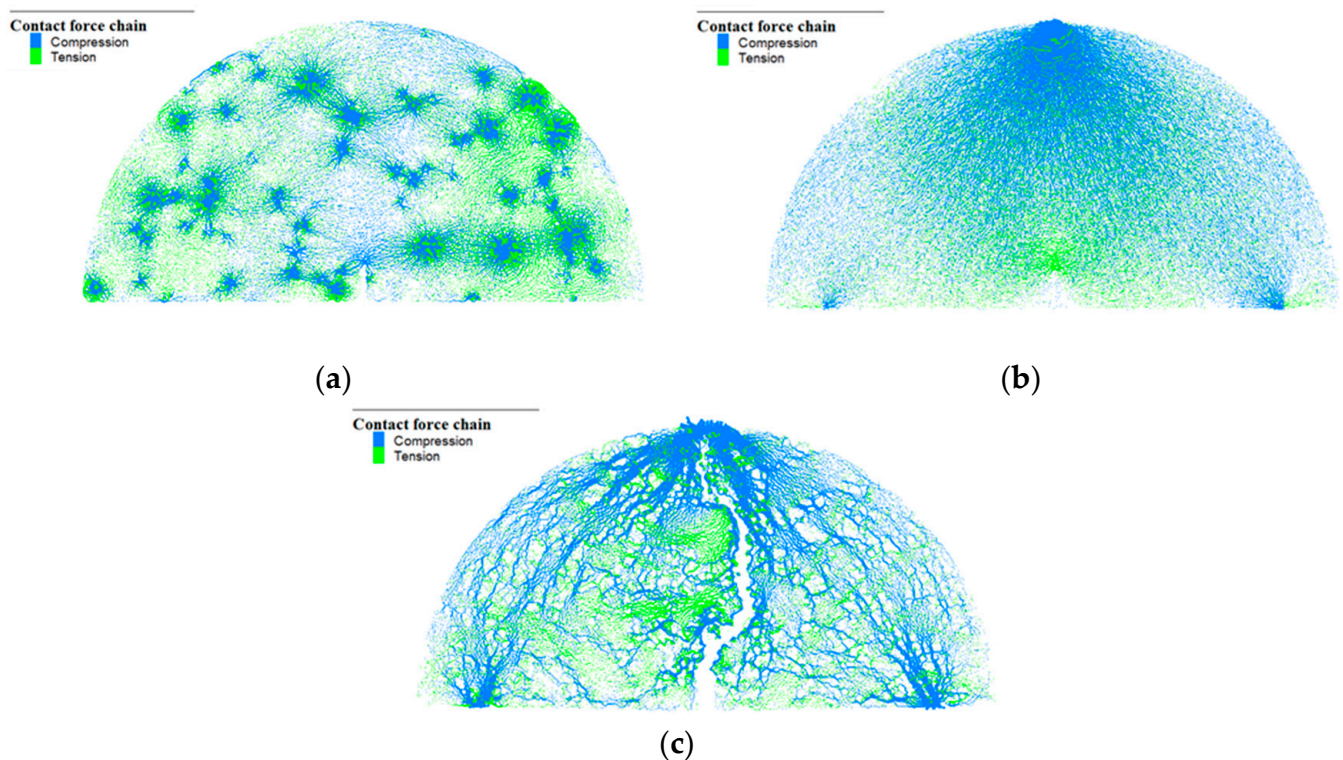 Contact force chain
Compression
Tension
(a)
Contact force chain
Compression
Tension
(b)
Contact force chain
Compression
Tension
(c)